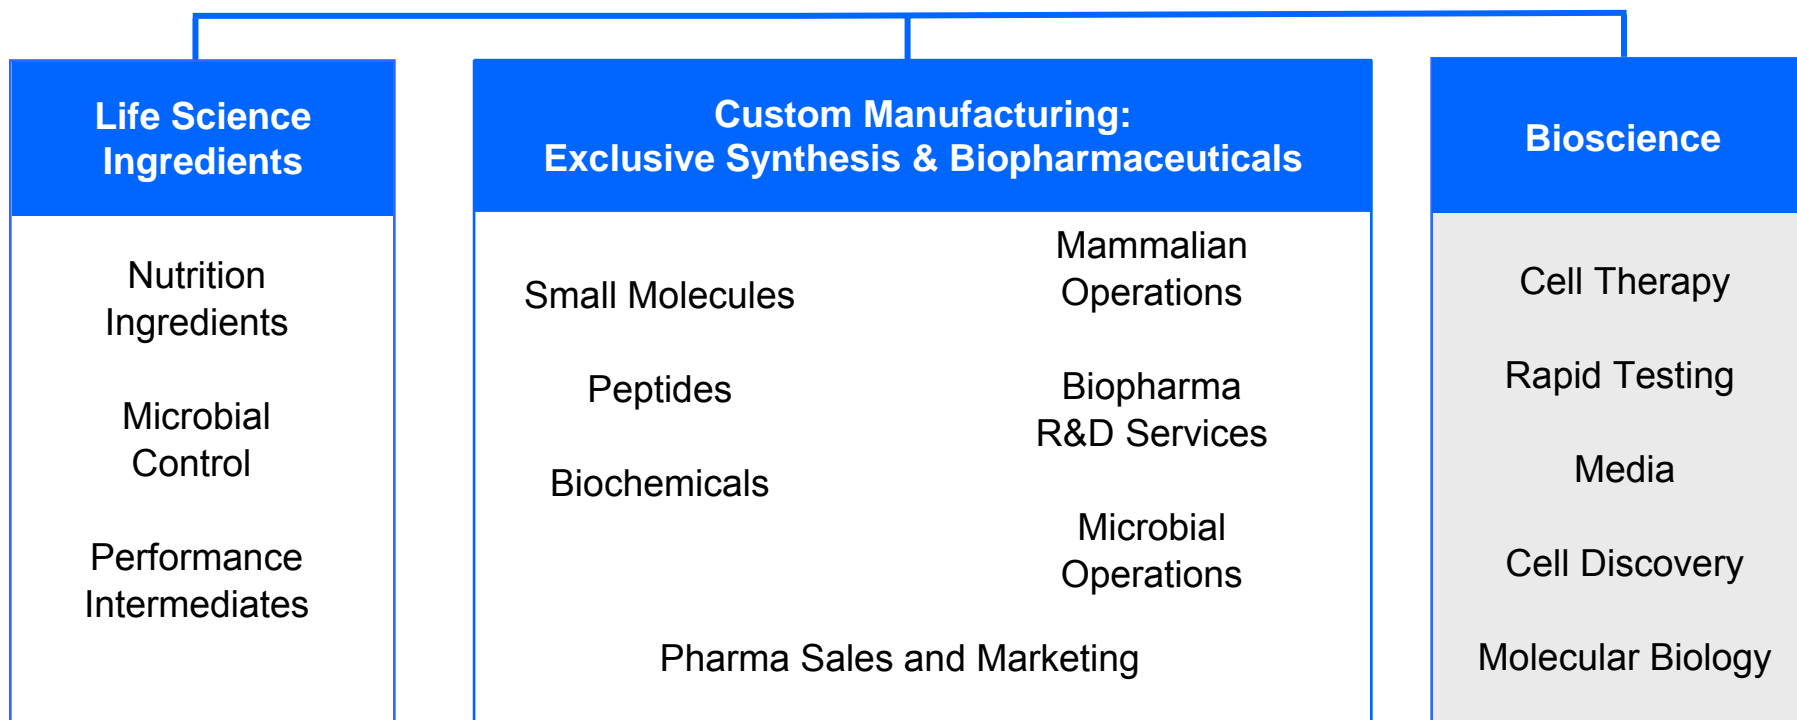 Life Science
Ingredients
Nutrition
Ingredients
Microbial
Control
Performance
Intermediates
Custom Manufacturing:
Exclusive Synthesis & Biopharmaceuticals
Small Molecules
Peptides
Biochemicals
Mammalian
Operations
Biopharma
R&D Services
Microbial
Operations
Pharma Sales and Marketing
Bioscience
Cell Therapy
Rapid Testing
Media
Cell Discovery
Molecular Biology